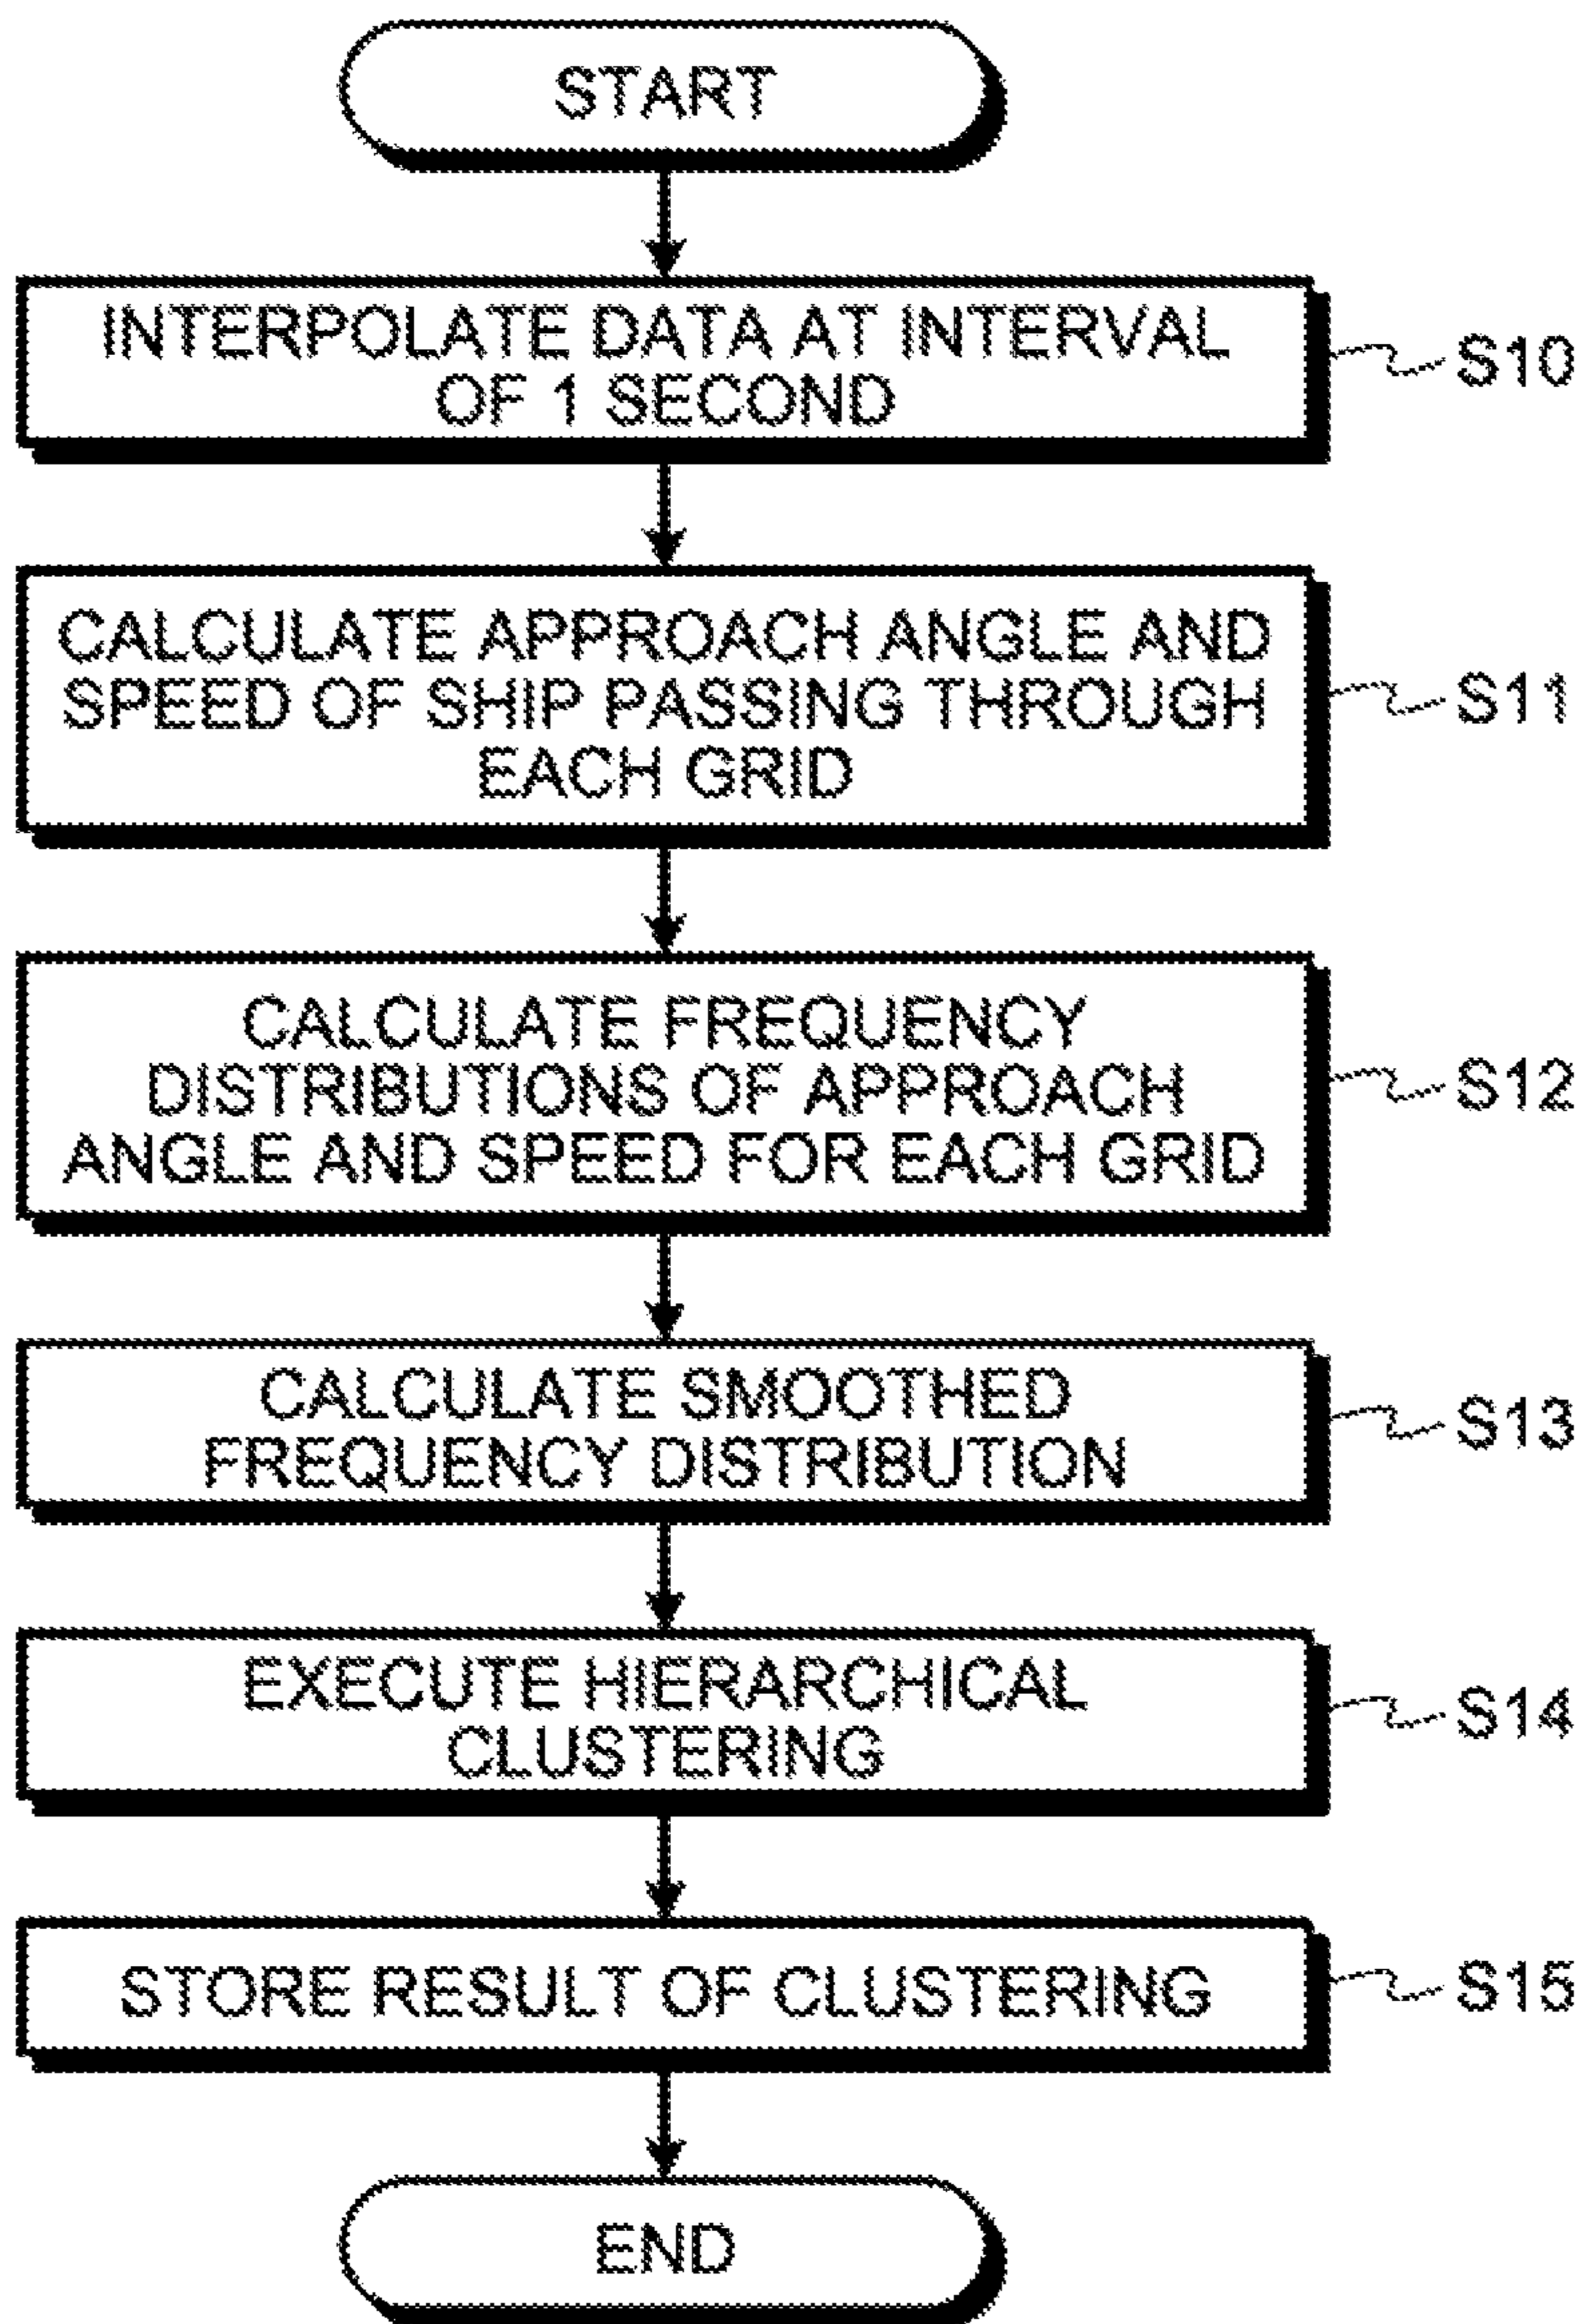 START
INTERPOLATE DATA AT INTERVAL
OF 1 SECOND
S10
CALCULATE APPROACH ANGLE AND
SPEED OF SHIP PASSING THROUGH
EACH GRID
S11
CALCULATE FREQUENCY
DISTRIBUTIONS OF APPROACH
ANGLE AND SPEED FOR EACH GRID
S12
CALCULATE SMOOTHED
FREQUENCY DISTRIBUTION
S13
EXECUTE HIERARCHICAL
CLUSTERING
S14
STORE RESULT OF CLUSTERING
S15
END